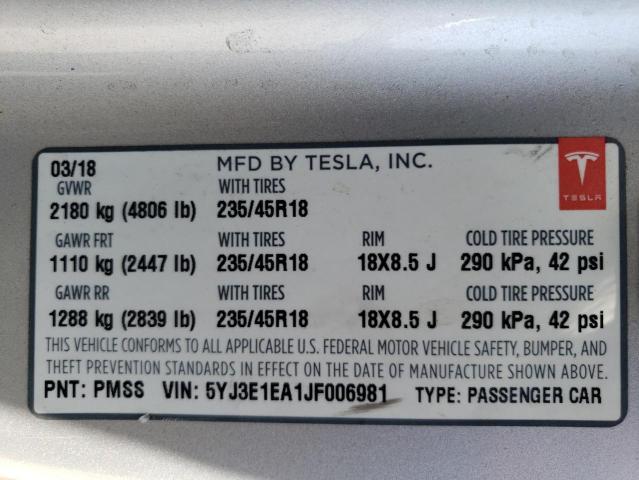 03/18 MFD BY TESLA, INC.
GVWR WITH TIRES
2180 kg (4806 lb) 235/45R18
TESLA
GAWR FRT WITH TIRES RIM COLD TIRE PRESSURE
1110 kg (2447 lb) 235/45R18 18X8.5 J 290 kPa, 42 psi
GAWR RR WITH TIRES RIM COLD TIRE PRESSURE
1288 kg (2839 lb) 235/45R18 18X8.5 J 290 kPa, 42 psi
THIS VEHICLE CONFORMS TO ALL APPLICABLE U.S. FEDERAL MOTOR VEHICLE SAFETY, BUMPER, AND
THEFT PREVENTION STANDARDS IN EFFECT ON THE DATE OF MANUFACTURE SHOWN ABOVE.
PNT: PMSS VIN: 5YJ3E1EA1JF006981 TYPE: PASSENGER CAR